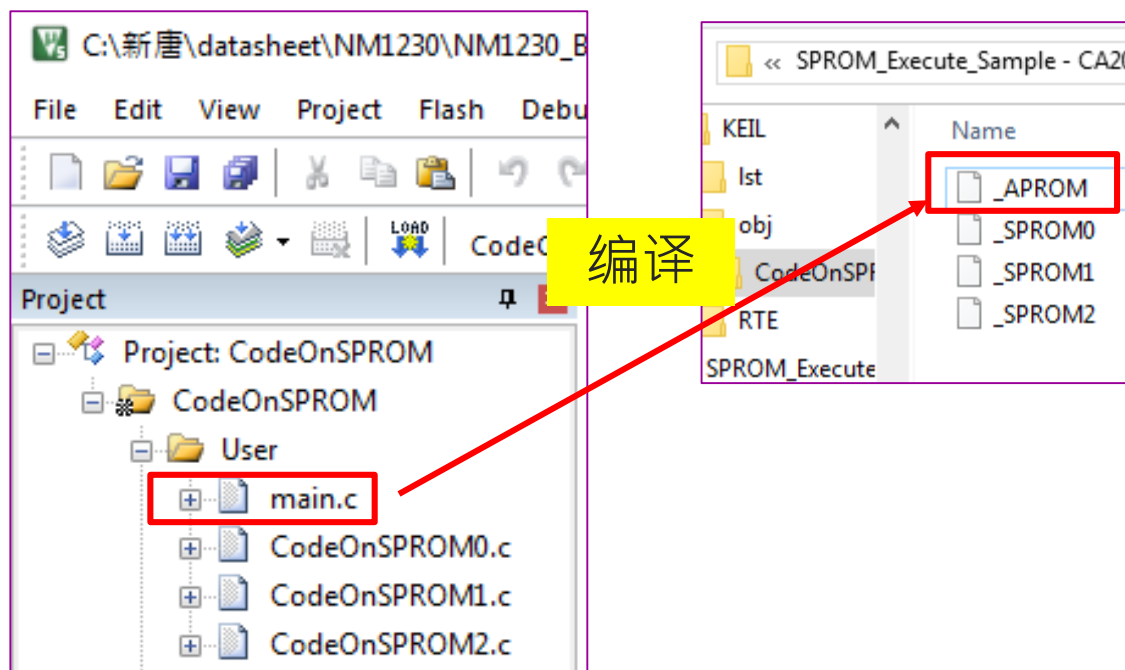 C:\新唐\datasheet\NM1230\NM1230_B
File Edit View Project Flash Debu
LOAD
CodeO
Project
Project: CodeOnSPROM
CodeOnSPROM
User
main.c
CodeOnSPROM0.c
CodeOnSPROM1.c
CodeOnSPROM2.c
编译
« SPROM_Execute_Sample - CA20
KEIL
lst
obj
CodeOnSPR
RTE
SPROM_Execute
Name
_APROM
_SPROM0
_SPROM1
_SPROM2